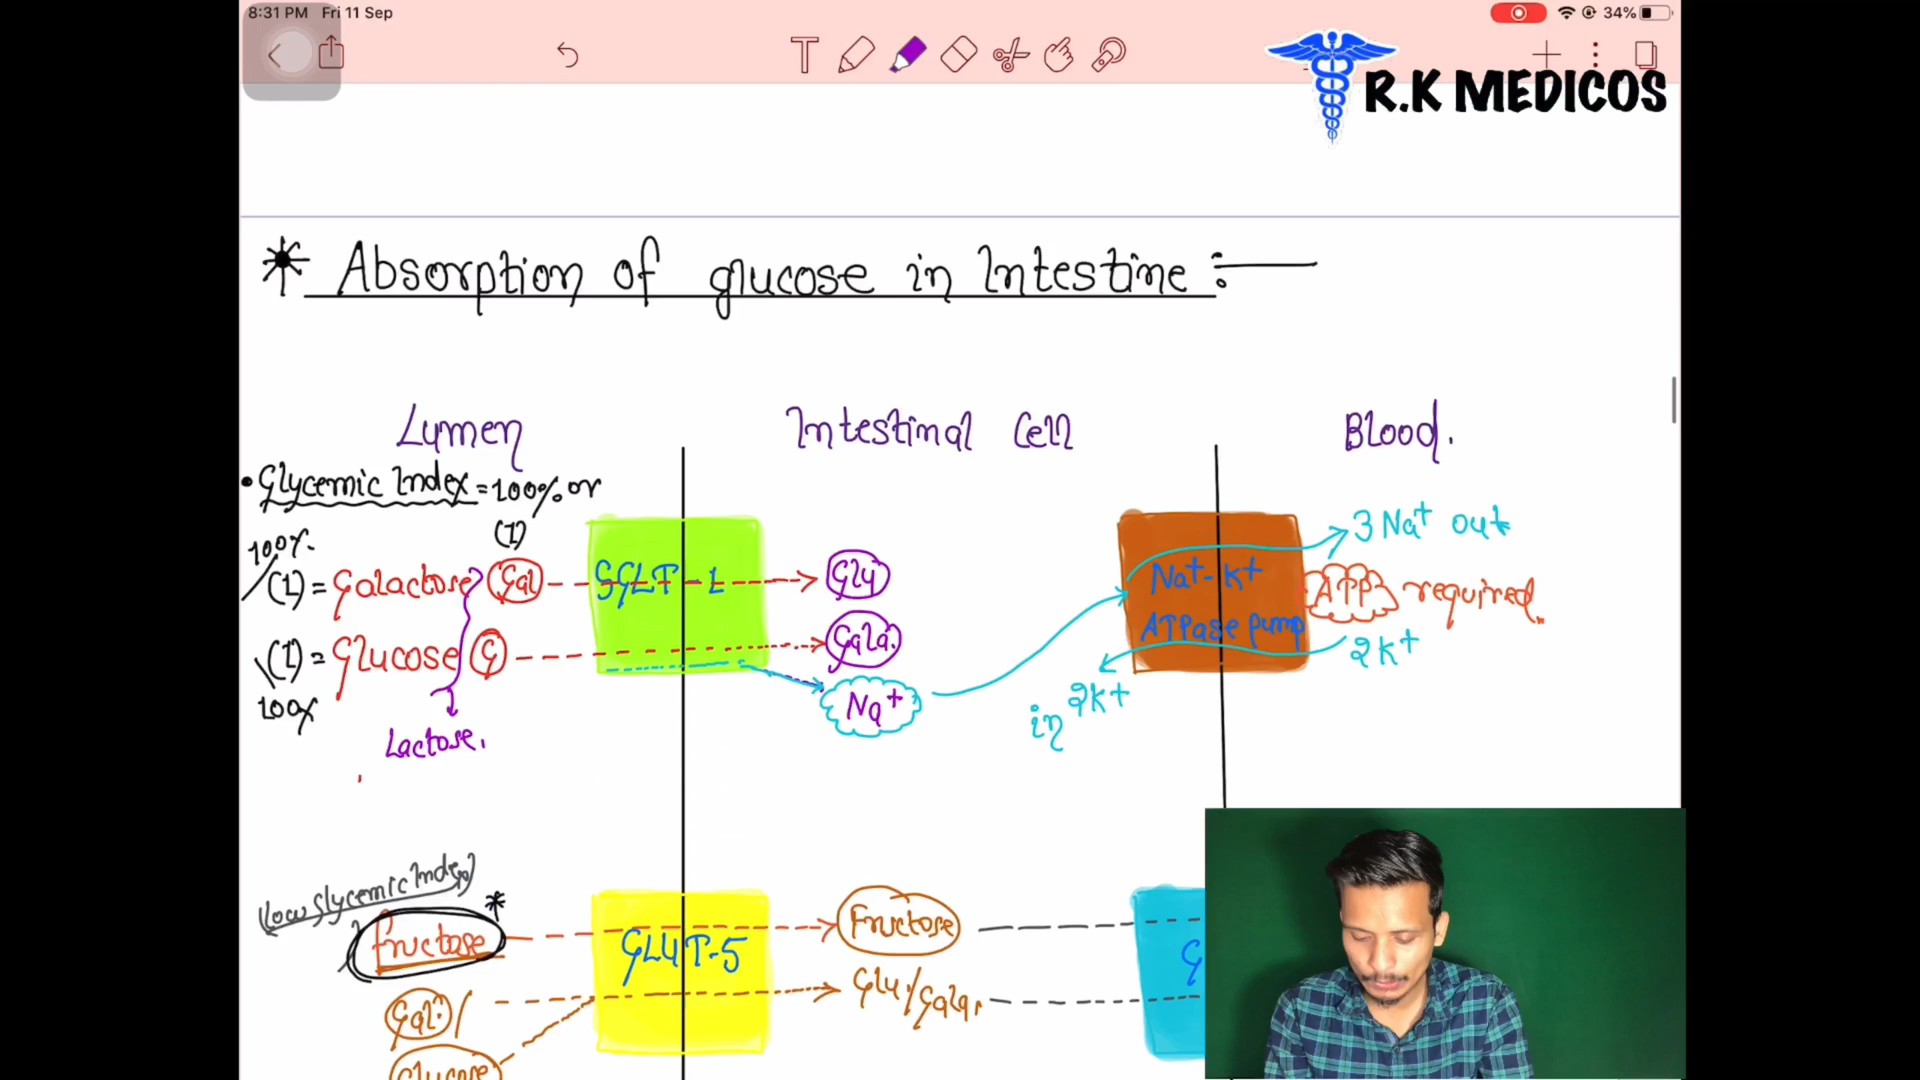 8:31 PM Fri 11 Sep
34%
R.K MEDICOS
* Absorption of glucose in Intestine :—
Lumen Intestinal Cell Blood.
• Glycemic Index = 100% or
(1)
100%
(1) = Galactose Gal SGLT-1 Glu
(1) = Glucose G Gala.
100%
Lactose.
Na+
Na+-K+
ATPase pump
3 Na+ out
ATP required.
2K+
in 2K+
(low glycemic Index)
fructose * GLUT-5 Fructose G
Gal. / Glu./Gala.
Glucose